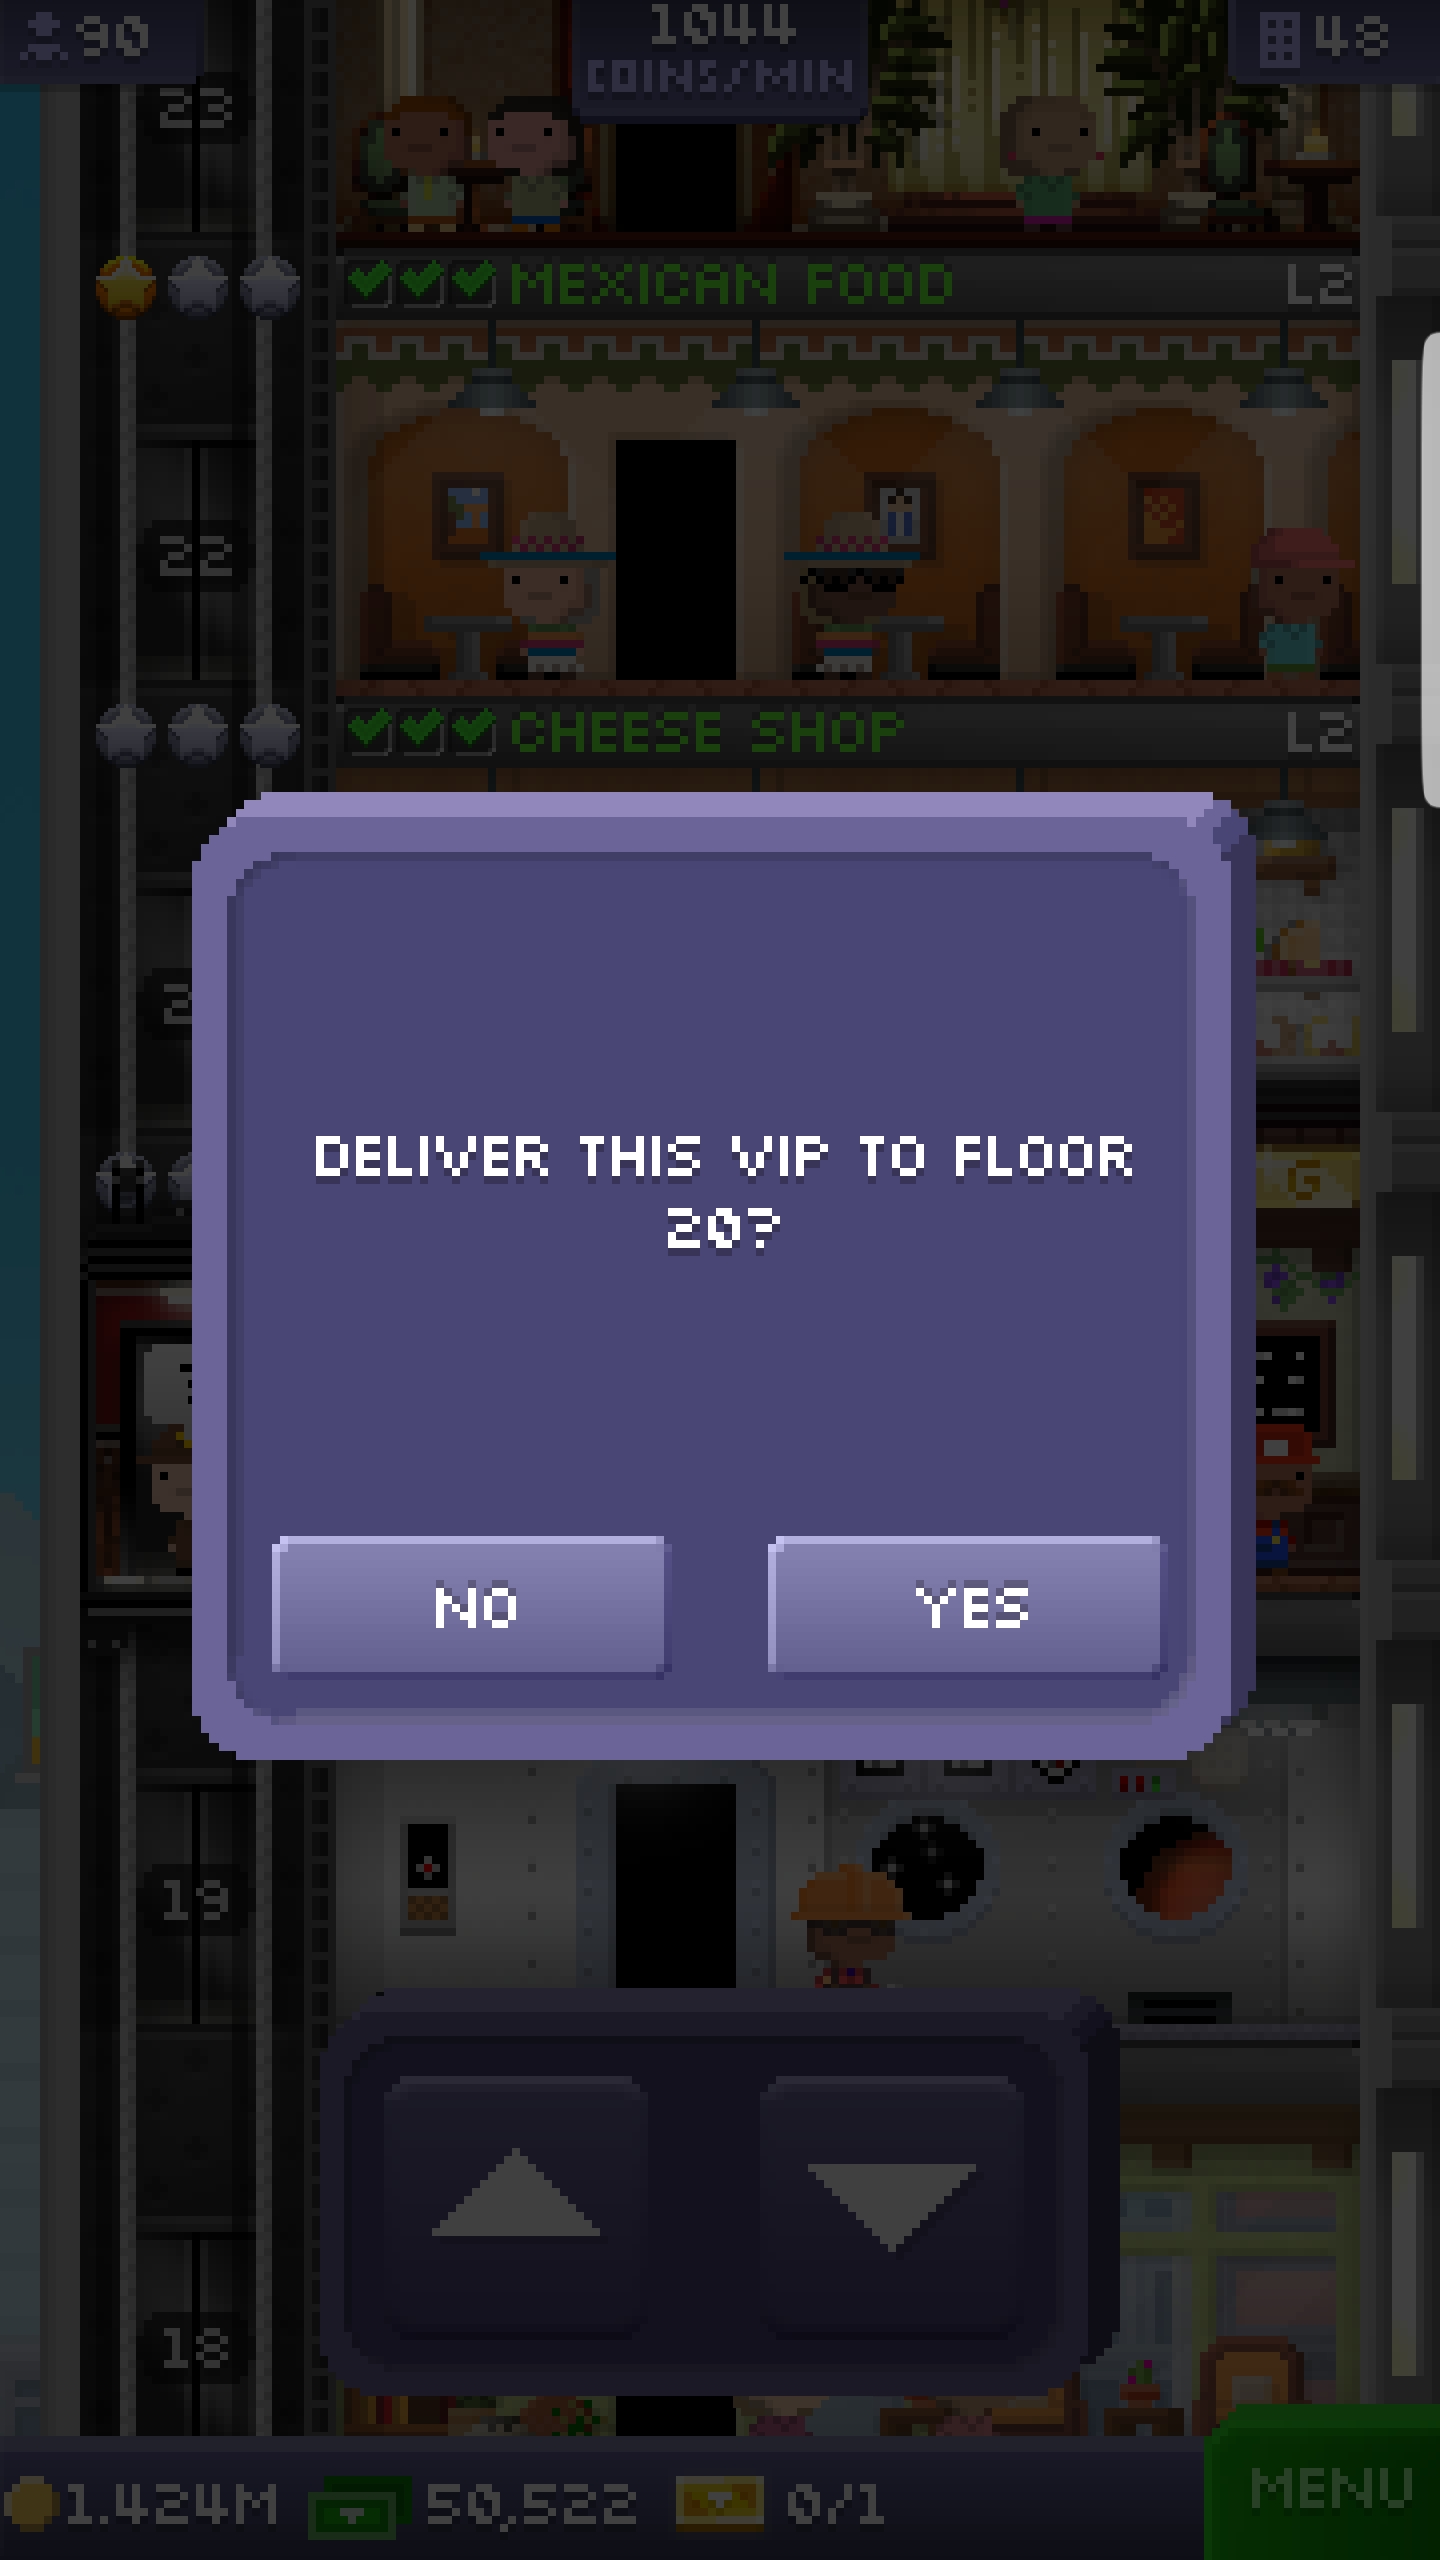 90
1044
COINS/MIN
48
23
MEXICAN FOOD L2
22
CHEESE SHOP L2
DELIVER THIS VIP TO FLOOR
20?
NO
YES
19
18
1.424M
50,522
0/1
MENU